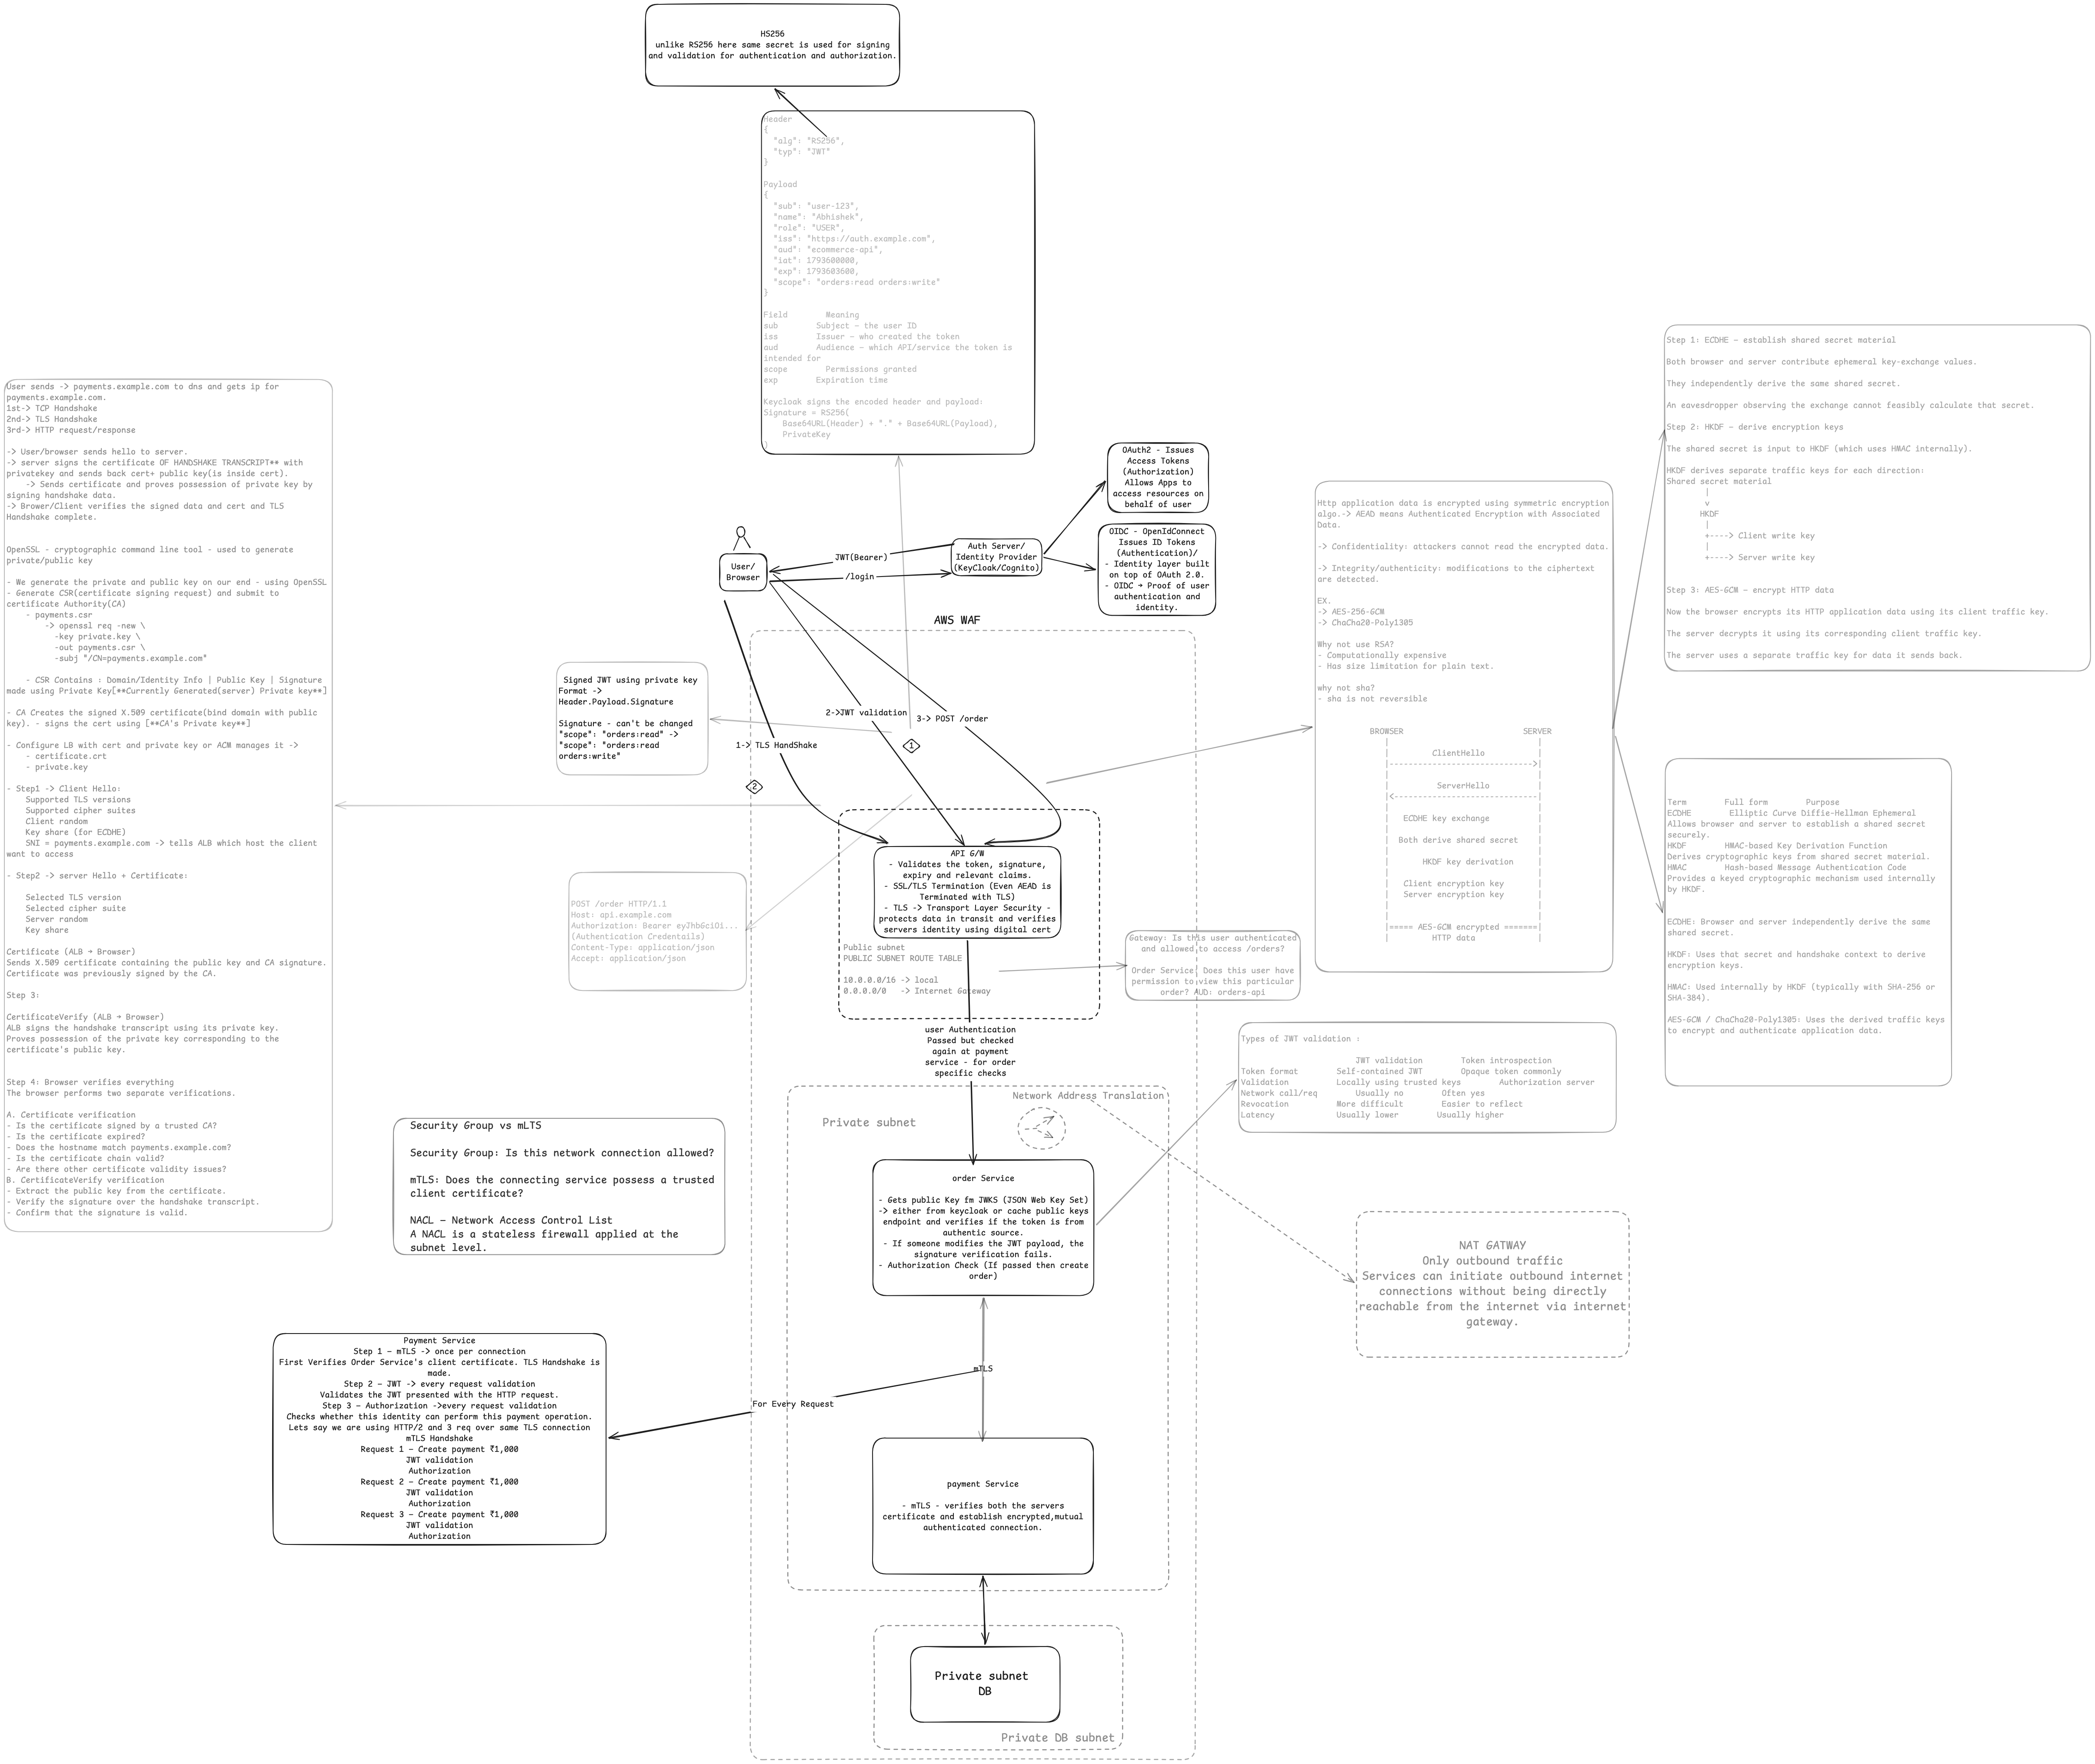 HS256
unlike RS256 here same secret is used for signing
and validation for authentication and authorization.
Header
{
"alg": "RS256",
"typ": "JWT"
}
Payload
{
"sub": "user-123",
"name": "Abhishek",
"role": "USER",
"iss": "https://auth.example.com",
"aud": "ecommerce-api",
"iat": 1793600000,
"exp": 1793603600,
"scope": "orders:read orders:write"
}
Field Meaning
sub Subject – the user ID
iss Issuer – who created the token
aud Audience – which API/service the token is
intended for
scope Permissions granted
exp Expiration time
Keycloak signs the encoded header and payload:
Signature = RS256(
Base64URL(Header) + "." + Base64URL(Payload),
PrivateKey
)
User sends -> payments.example.com to dns and gets ip for
payments.example.com.
1st-> TCP Handshake
2nd-> TLS Handshake
3rd-> HTTP request/response
-> User/browser sends hello to server.
-> server signs the certificate OF HANDSHAKE TRANSCRIPT** with
privatekey and sends back cert+ public key(is inside cert).
-> Sends certificate and proves possession of private key by
signing handshake data.
-> Brower/Client verifies the signed data and cert and TLS
Handshake complete.
OpenSSL - cryptographic command line tool - used to generate
private/public key
- We generate the private and public key on our end - using OpenSSL
- Generate CSR(certificate signing request) and submit to
certificate Authority(CA)
- payments.csr
-> openssl req -new \
-key private.key \
-out payments.csr \
-subj "/CN=payments.example.com"
- CSR Contains : Domain/Identity Info | Public Key | Signature
made using Private Key[**Currently Generated(server) Private key**]
- CA Creates the signed X.509 certificate(bind domain with public
key). - signs the cert using [**CA's Private key**]
- Configure LB with cert and private key or ACM manages it ->
- certificate.crt
- private.key
- Step1 -> Client Hello:
Supported TLS versions
Supported cipher suites
Client random
Key share (for ECDHE)
SNI = payments.example.com -> tells ALB which host the client
want to access
- Step2 -> server Hello + Certificate:
Selected TLS version
Selected cipher suite
Server random
Key share
Certificate (ALB → Browser)
Sends X.509 certificate containing the public key and CA signature.
Certificate was previously signed by the CA.
Step 3:
CertificateVerify (ALB → Browser)
ALB signs the handshake transcript using its private key.
Proves possession of the private key corresponding to the
certificate's public key.
Step 4: Browser verifies everything
The browser performs two separate verifications.
A. Certificate verification
- Is the certificate signed by a trusted CA?
- Is the certificate expired?
- Does the hostname match payments.example.com?
- Is the certificate chain valid?
- Are there other certificate validity issues?
B. CertificateVerify verification
- Extract the public key from the certificate.
- Verify the signature over the handshake transcript.
- Confirm that the signature is valid.
User/
Browser
JWT(Bearer)
/login
Auth Server/
Identity Provider
(KeyCloak/Cognito)
OAuth2 - Issues
Access Tokens
(Authorization)
Allows Apps to
access resources on
behalf of user
OIDC - OpenIdConnect
Issues ID Tokens
(Authentication)/
- Identity layer built
on top of OAuth 2.0.
- OIDC → Proof of user
authentication and
identity.
AWS WAF
Signed JWT using private key
Format ->
Header.Payload.Signature
Signature - can't be changed
"scope": "orders:read" ->
"scope": "orders:read
orders:write"
1-> TLS HandShake
2->JWT validation
3-> POST /order
1
2
POST /order HTTP/1.1
Host: api.example.com
Authorization: Bearer eyJhbGciOi...
(Authentication Credentails)
Content-Type: application/json
Accept: application/json
API G/W
- Validates the token, signature,
expiry and relevant claims.
- SSL/TLS Termination (Even AEAD is
Terminated with TLS)
- TLS -> Transport Layer Security -
protects data in transit and verifies
servers identity using digital cert
Public subnet
PUBLIC SUBNET ROUTE TABLE
10.0.0.0/16 -> local
0.0.0.0/0 -> Internet Gateway
Gateway: Is this user authenticated
and allowed to access /orders?
Order Service: Does this user have
permission to view this particular
order? AUD: orders-api
user Authentication
Passed but checked
again at payment
service - for order
specific checks
Http application data is encrypted using symmetric encryption
algo.-> AEAD means Authenticated Encryption with Associated
Data.
-> Confidentiality: attackers cannot read the encrypted data.
-> Integrity/authenticity: modifications to the ciphertext
are detected.
EX.
-> AES-256-GCM
-> ChaCha20-Poly1305
Why not use RSA?
- Computationally expensive
- Has size limitation for plain text.
why not sha?
- sha is not reversible
BROWSER SERVER
ClientHello
ServerHello
ECDHE key exchange
Both derive shared secret
HKDF key derivation
Client encryption key
Server encryption key
|===== AES-GCM encrypted =======|
HTTP data
Step 1: ECDHE – establish shared secret material
Both browser and server contribute ephemeral key-exchange values.
They independently derive the same shared secret.
An eavesdropper observing the exchange cannot feasibly calculate that secret.
Step 2: HKDF – derive encryption keys
The shared secret is input to HKDF (which uses HMAC internally).
HKDF derives separate traffic keys for each direction:
Shared secret material
|
v
HKDF
|
+----> Client write key
|
+----> Server write key
Step 3: AES-GCM – encrypt HTTP data
Now the browser encrypts its HTTP application data using its client traffic key.
The server decrypts it using its corresponding client traffic key.
The server uses a separate traffic key for data it sends back.
Term Full form Purpose
ECDHE Elliptic Curve Diffie-Hellman Ephemeral
Allows browser and server to establish a shared secret
securely.
HKDF HMAC-based Key Derivation Function
Derives cryptographic keys from shared secret material.
HMAC Hash-based Message Authentication Code
Provides a keyed cryptographic mechanism used internally
by HKDF.
ECDHE: Browser and server independently derive the same
shared secret.
HKDF: Uses that secret and handshake context to derive
encryption keys.
HMAC: Used internally by HKDF (typically with SHA-256 or
SHA-384).
AES-GCM / ChaCha20-Poly1305: Uses the derived traffic keys
to encrypt and authenticate application data.
Types of JWT validation :
JWT validation Token introspection
Token format Self-contained JWT Opaque token commonly
Validation Locally using trusted keys Authorization server
Network call/req Usually no Often yes
Revocation More difficult Easier to reflect
Latency Usually lower Usually higher
Private subnet
Network Address Translation
Security Group vs mLTS
Security Group: Is this network connection allowed?
mTLS: Does the connecting service possess a trusted
client certificate?
NACL – Network Access Control List
A NACL is a stateless firewall applied at the
subnet level.
order Service
- Gets public Key fm JWKS (JSON Web Key Set)
-> either from keycloak or cache public keys
endpoint and verifies if the token is from
authentic source.
- If someone modifies the JWT payload, the
signature verification fails.
- Authorization Check (If passed then create
order)
NAT GATWAY
Only outbound traffic
Services can initiate outbound internet
connections without being directly
reachable from the internet via internet
gateway.
mTLS
For Every Request
Payment Service
Step 1 – mTLS -> once per connection
First Verifies Order Service's client certificate. TLS Handshake is
made.
Step 2 – JWT -> every request validation
Validates the JWT presented with the HTTP request.
Step 3 – Authorization ->every request validation
Checks whether this identity can perform this payment operation.
Lets say we are using HTTP/2 and 3 req over same TLS connection
mTLS Handshake
Request 1 – Create payment ₹1,000
JWT validation
Authorization
Request 2 – Create payment ₹1,000
JWT validation
Authorization
Request 3 – Create payment ₹1,000
JWT validation
Authorization
payment Service
- mTLS - verifies both the servers
certificate and establish encrypted,mutual
authenticated connection.
Private subnet
DB
Private DB subnet